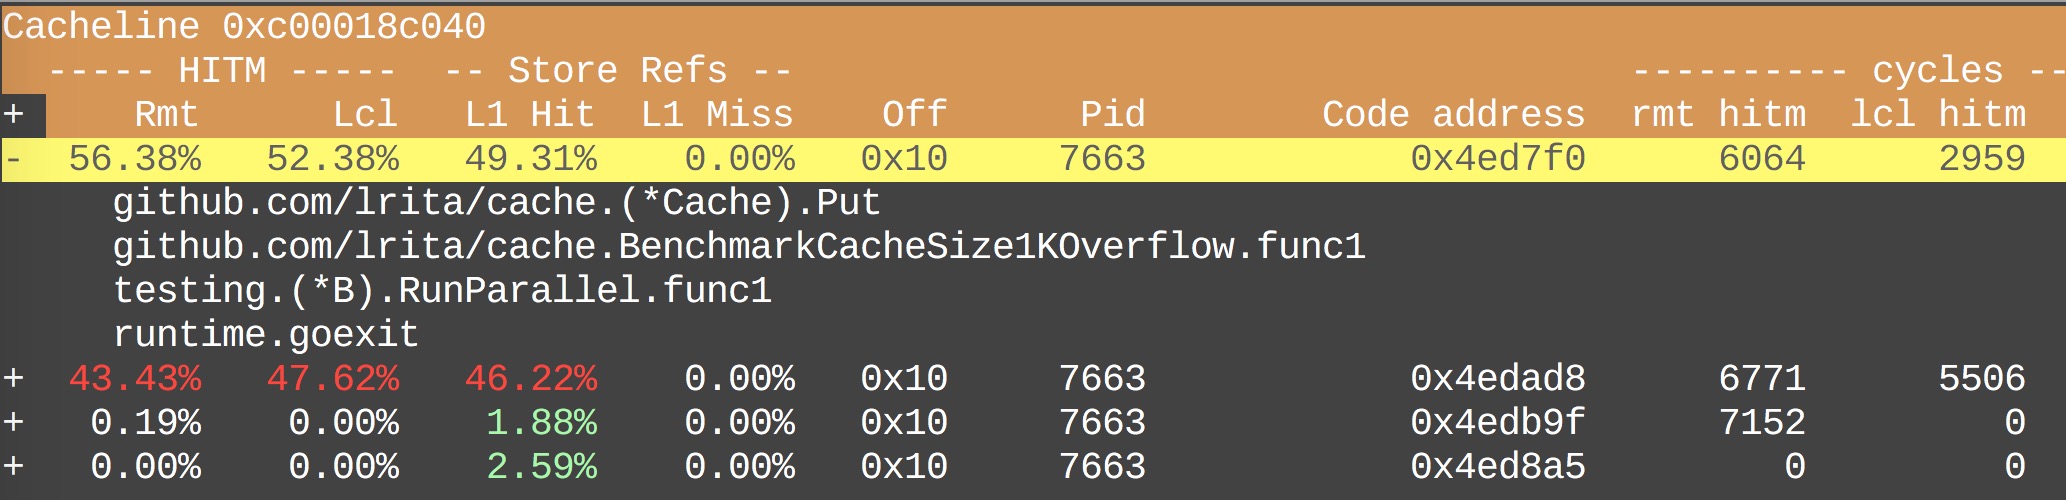 Cacheline 0xc00018c040
----- HITM ----- -- Store Refs -- ---------- cycles --
+ Rmt Lcl L1 Hit L1 Miss Off Pid Code address rmt hitm lcl hitm
- 56.38% 52.38% 49.31% 0.00% 0x10 7663 0x4ed7f0 6064 2959
github.com/lrita/cache.(*Cache).Put
github.com/lrita/cache.BenchmarkCacheSize1KOverflow.func1
testing.(*B).RunParallel.func1
runtime.goexit
+ 43.43% 47.62% 46.22% 0.00% 0x10 7663 0x4edad8 6771 5506
+ 0.19% 0.00% 1.88% 0.00% 0x10 7663 0x4edb9f 7152 0
+ 0.00% 0.00% 2.59% 0.00% 0x10 7663 0x4ed8a5 0 0